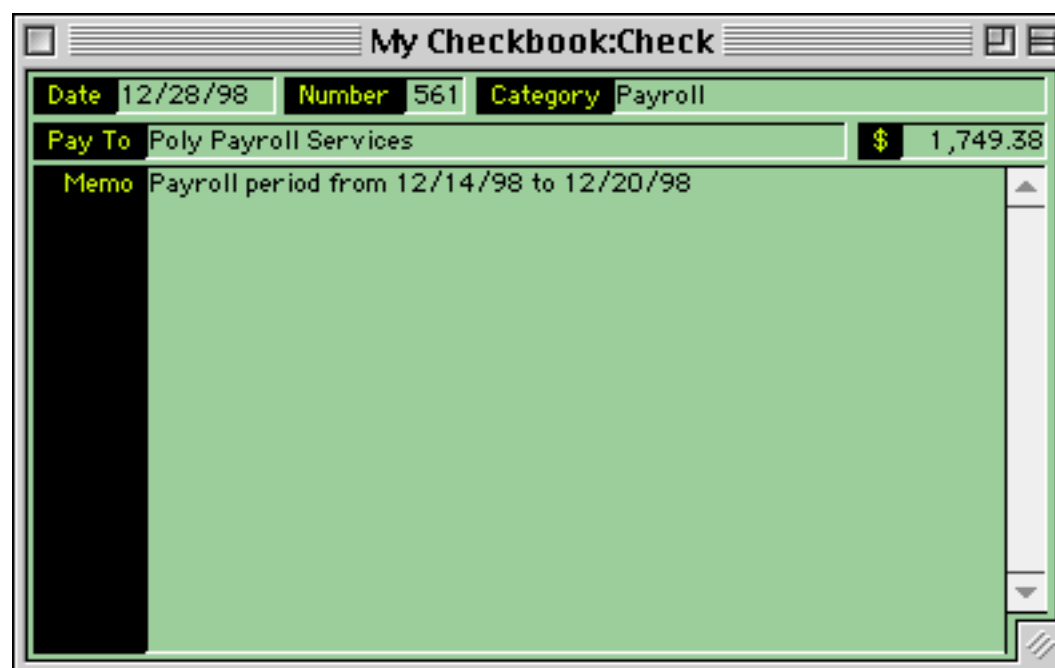 My Checkbook:Check
Date 12/28/98 Number 561 Category Payroll
Pay To Poly Payroll Services $ 1,749.38
Memo Payroll period from 12/14/98 to 12/20/98